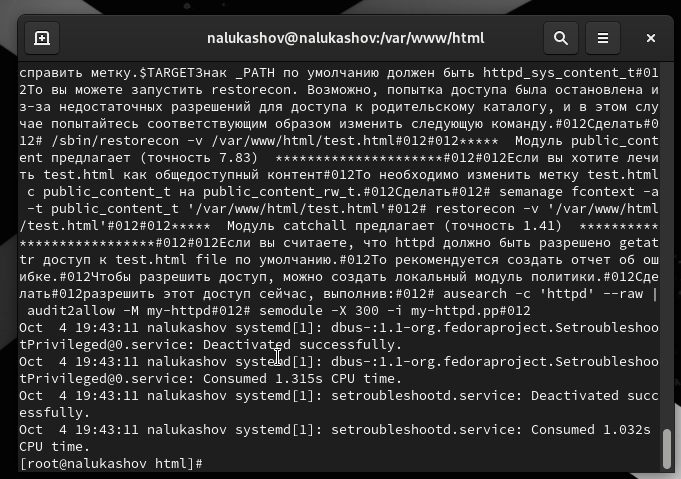 nalukashov@nalukashov:/var/www/html
справить метку.$TARGETЗнак _PATH по умолчанию должен быть httpd_sys_content_t#01
2То вы можете запустить restorecon. Возможно, попытка доступа была остановлена и
з-за недостаточных разрешений для доступа к родительскому каталогу, и в этом слу
чае попытайтесь соответствующим образом изменить следующую команду.#012Сделать#0
12# /sbin/restorecon -v /var/www/html/test.html#012#012*****  Модуль public_cont
ent предлагает (точность 7.83)  ********************#012#012Если вы хотите лечи
ть test.html как общедоступный контент#012То необходимо изменить метку test.html
 с public_content_t на public_content_rw_t.#012Сделать#012# semanage fcontext -a
 -t public_content_t '/var/www/html/test.html'#012# restorecon -v '/var/www/html
/test.html'#012#012*****  Модуль catchall предлагает (точность 1.41)  **********
****************#012#012Если вы считаете, что httpd должно быть разрешено getat
tr доступ к test.html file по умолчанию.#012То рекомендуется создать отчет об ош
ибке.#012Чтобы разрешить доступ, можно создать локальный модуль политики.#012Сде
лать#012разрешить этот доступ сейчас, выполнив:#012# ausearch -c 'httpd' --raw |
 audit2allow -M my-httpd#012# semodule -X 300 -i my-httpd.pp#012
Oct  4 19:43:11 nalukashov systemd[1]: dbus-:1.1-org.fedoraproject.Setroubleshoo
tPrivileged@0.service: Deactivated successfully.
Oct  4 19:43:11 nalukashov systemd[1]: dbus-:1.1-org.fedoraproject.Setroubleshoo
tPrivileged@0.service: Consumed 1.315s CPU time.
Oct  4 19:43:11 nalukashov systemd[1]: setroubleshootd.service: Deactivated succ
essfully.
Oct  4 19:43:11 nalukashov systemd[1]: setroubleshootd.service: Consumed 1.032s
CPU time.
[root@nalukashov html]#